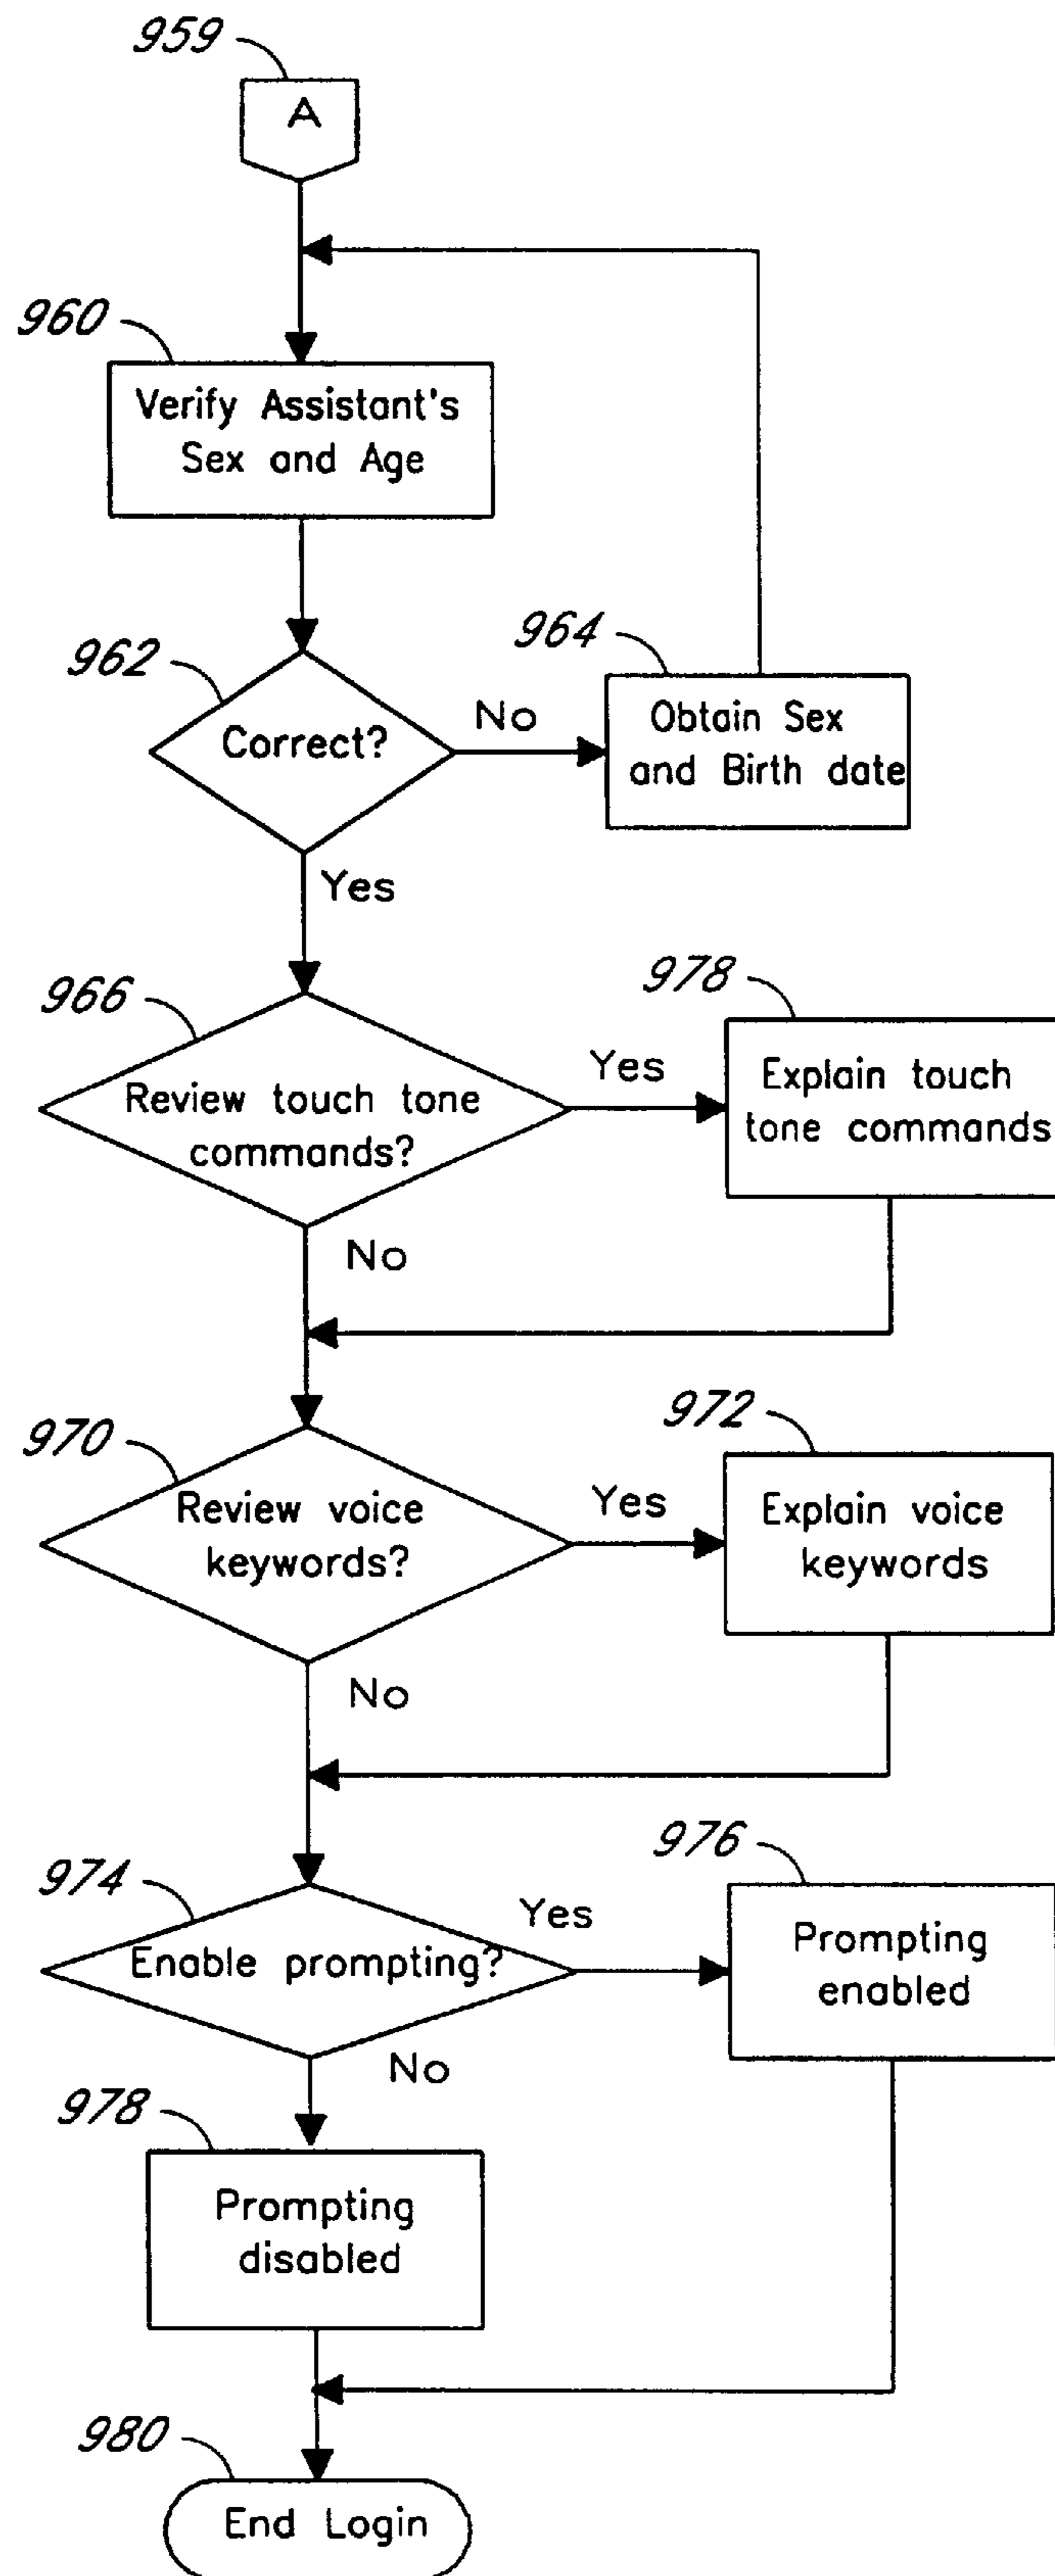 959
A
960
Verify Assistant's
Sex and Age
962
Correct?
No
964
Obtain Sex
and Birth date
Yes
966
Review touch tone
commands?
Yes
978
Explain touch
tone commands
No
970
Review voice
keywords?
Yes
972
Explain voice
keywords
No
974
Enable prompting?
Yes
976
Prompting
enabled
No
978
Prompting
disabled
980
End Login